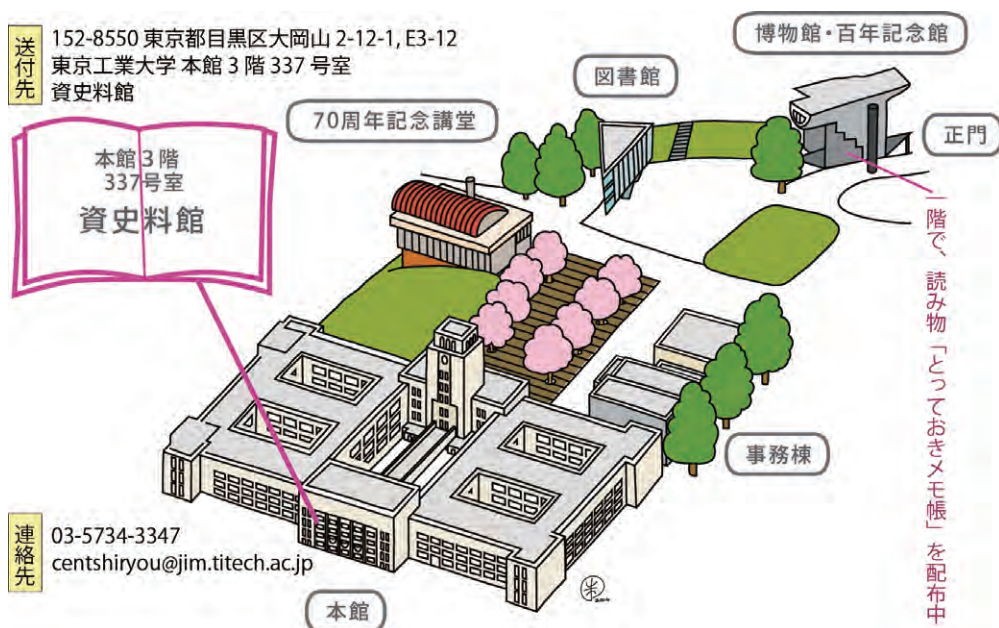 送付先
152-8550 東京都目黒区大岡山 2-12-1, E3-12
東京工業大学 本館 3 階 337 号室
資史料館
博物館・百年記念館
図書館
70周年記念講堂
正門
本館 3 階
337号室
資史料館
一階で、読み物「とっておきメモ帳」を配布中
事務棟
連絡先
03-5734-3347
centshiryou@jim.titech.ac.jp
本館